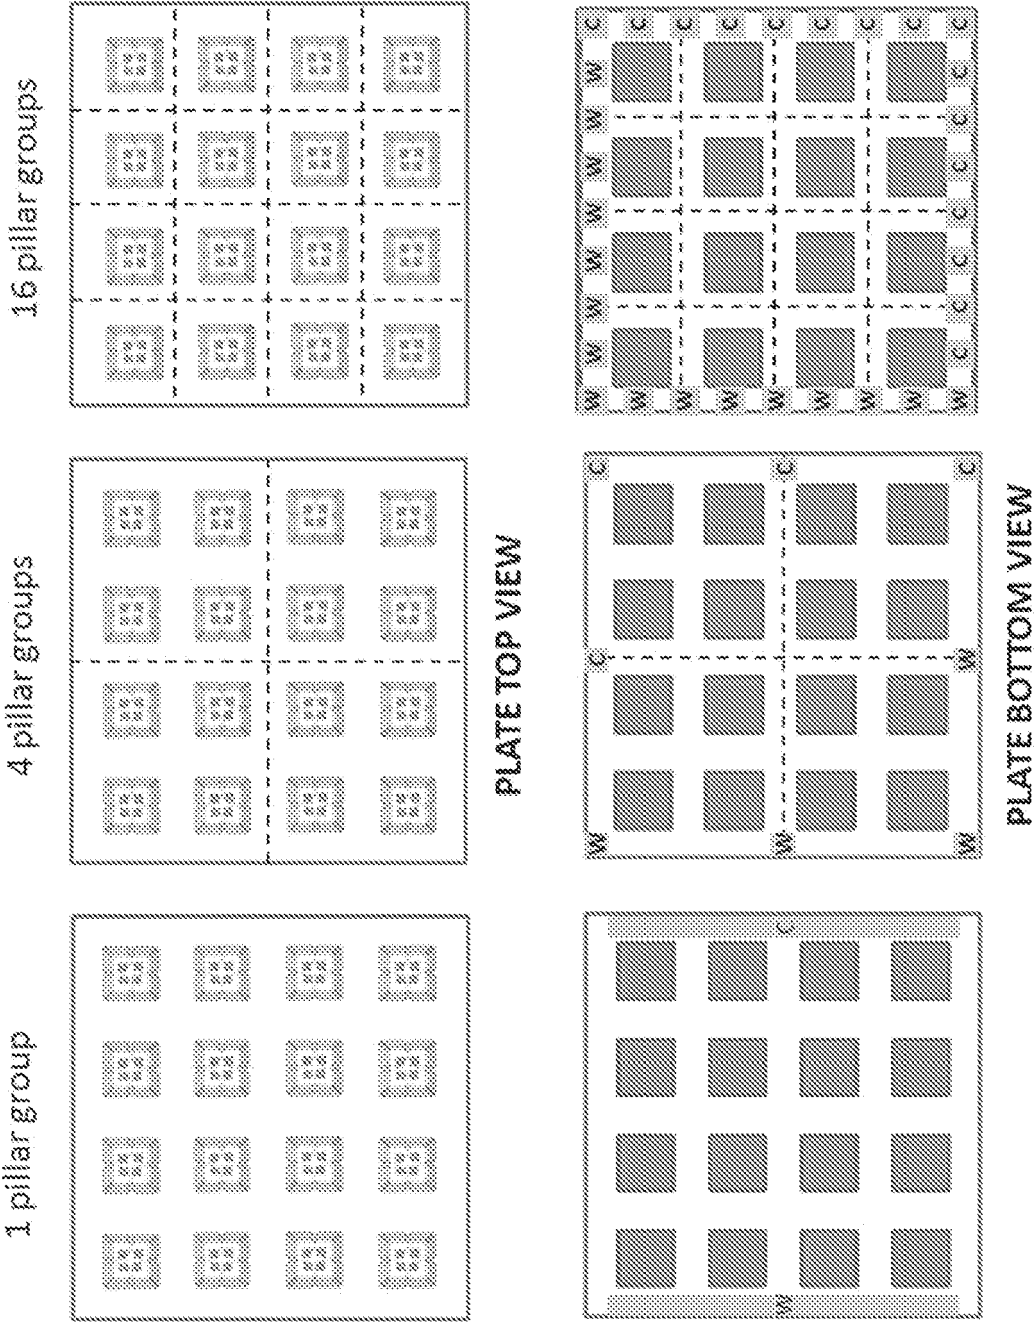 1 pillar group
4 pillar groups
16 pillar groups
PLATE TOP VIEW
W C
W C C
W C
W W C
W W W W W W W W C
W C
W C
W C
W C
W C
W C
W C
W C C C C C C C C
PLATE BOTTOM VIEW